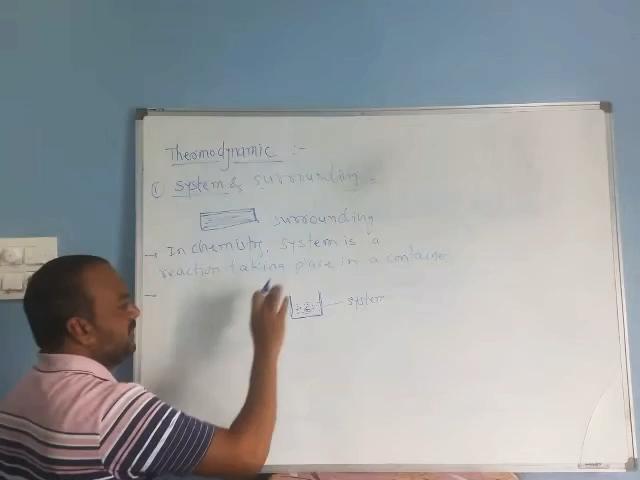 Thermodynamic :-
① System & surrounding =
surrounding
→ In chemistry, System is a
reaction taking place in a container
— system